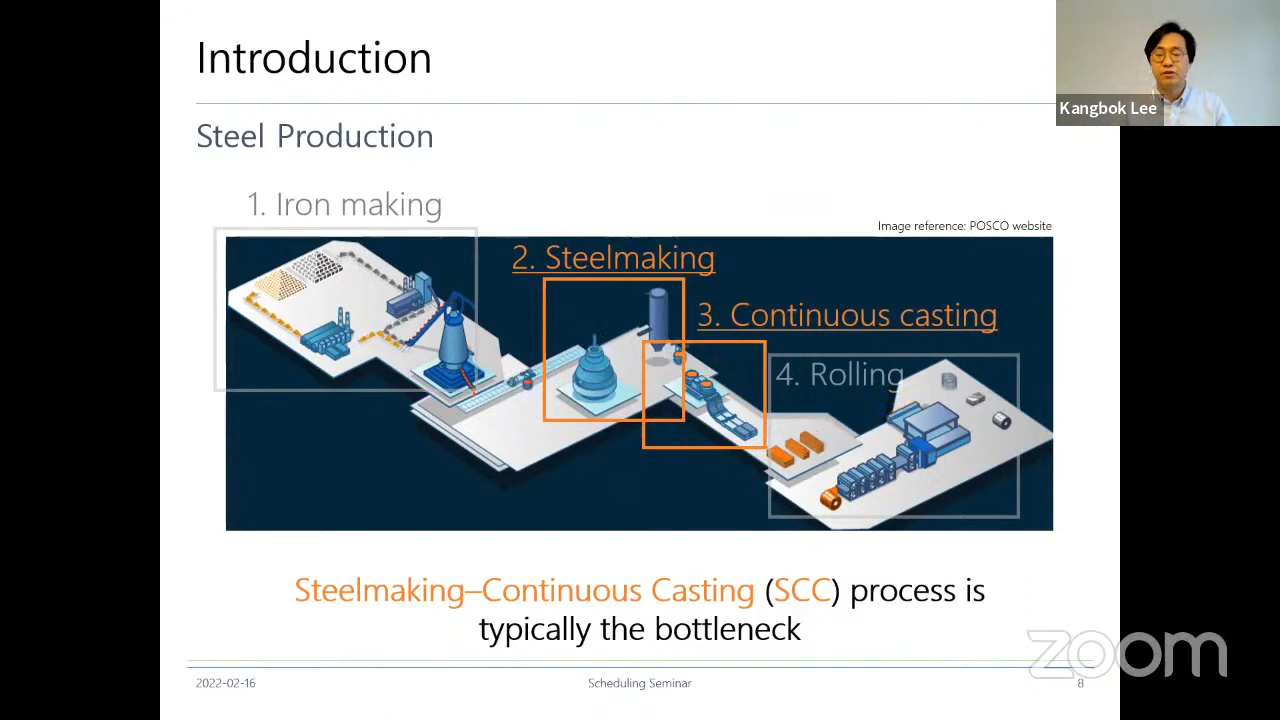 Introduction
Kangbok Lee
Steel Production
1. Iron making
Image reference: POSCO website
2. Steelmaking
3. Continuous casting
4. Rolling
Steelmaking–Continuous Casting (SCC) process is
typically the bottleneck
zoom
2022-02-16
Scheduling Seminar
8